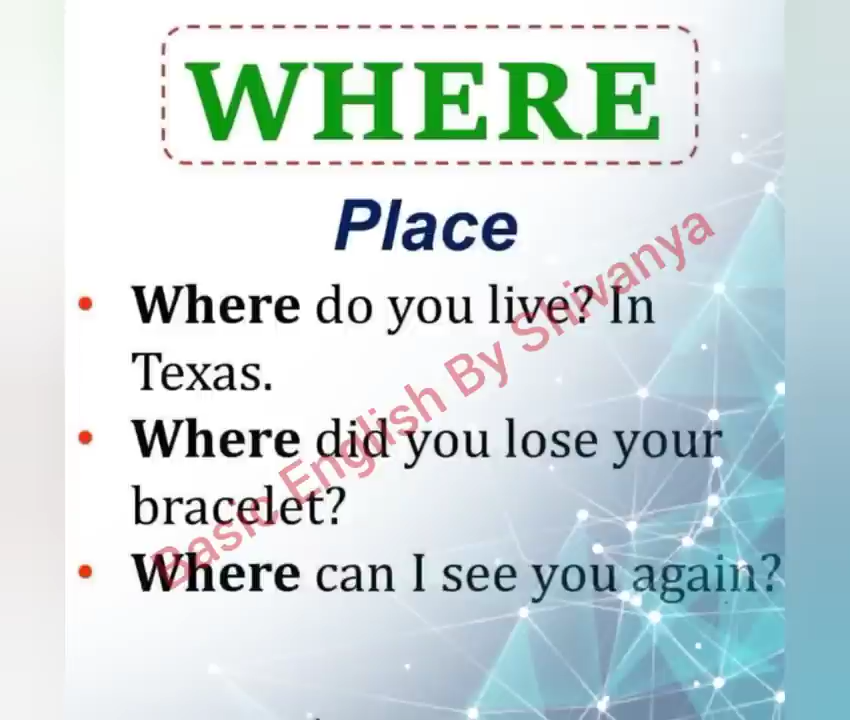 WHERE
Place
• Where do you live? In
Texas.
• Where did you lose your
bracelet?
• Where can I see you again?
Basic English By Shivanya